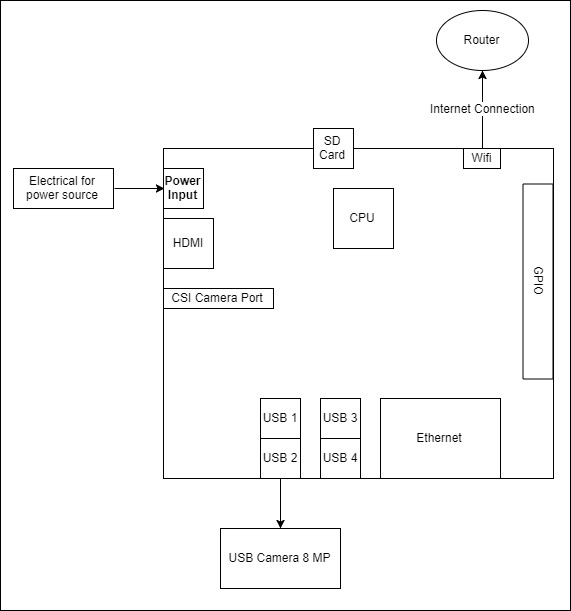 Router
Internet Connection
SD
Card
Wifi
Electrical for
power source
Power
Input
CPU
HDMI
GPIO
CSI Camera Port
USB 1
USB 3
Ethernet
USB 2
USB 4
USB Camera 8 MP